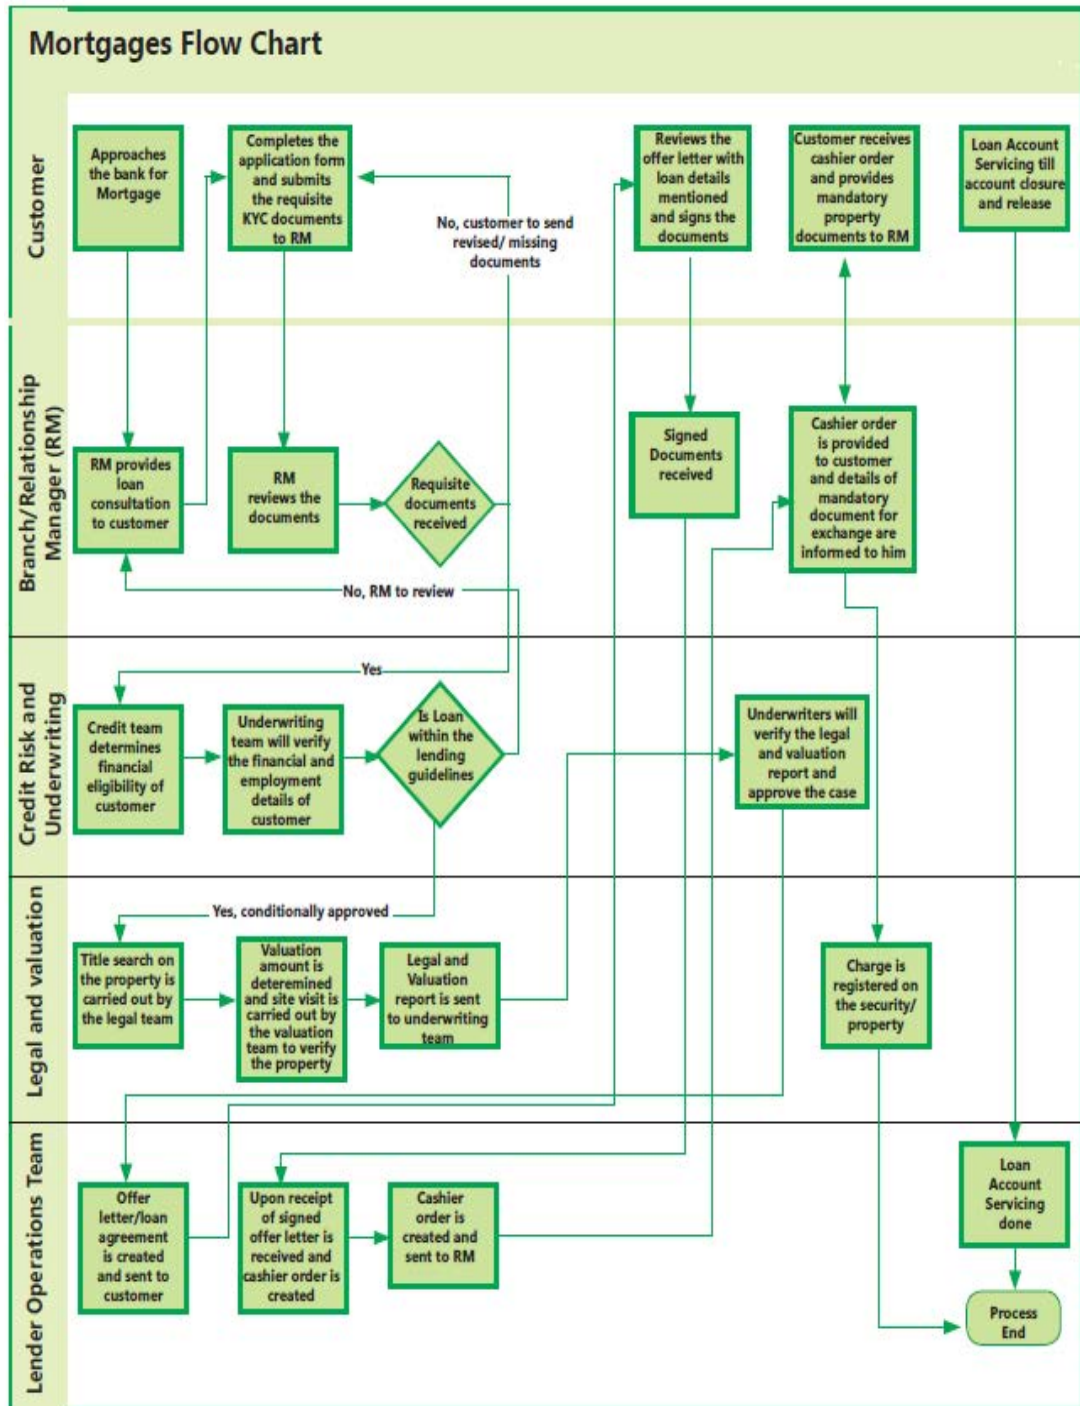 Mortgages Flow Chart
Customer
Approaches
the bank for
Mortgage
Completes the
application form
and submits
the requisite
KYC documents
to RM
No, customer to send
revised/ missing
documents
Reviews the
offer letter with
loan details
mentioned
and signs the
documents
Customer receives
cashier order
and provides
mandatory
property
documents to RM
Loan Account
Servicing till
account closure
and release
Branch/Relationship
Manager (RM)
RM provides
loan
consultation
to customer
RM
reviews the
documents
Requisite
documents
received
Signed
Documents
received
Cashier order
is provided
to customer
and details of
mandatory
document for
exchange are
informed to him
No, RM to review
Credit Risk and
Underwriting
Yes
Credit team
determines
financial
eligibility of
customer
Underwriting
team will verify
the financial and
employment
details of
customer
Is Loan
within the
lending
guidelines
Underwriters will
verify the legal
and valuation
report and
approve the case
Legal and valuation
Yes, conditionally approved
Title search on
the property is
carried out by
the legal team
Valuation
amount is
deteremined
and site visit is
carried out by
the valuation
team to verify
the property
Legal and
Valuation
report is sent
to underwriting
team
Charge is
registered on
the security/
property
Lender Operations Team
Offer
letter/loan
agreement
is created
and sent to
customer
Upon receipt
of signed
offer letter is
received and
cashier order is
created
Cashier
order is
created and
sent to RM
Loan
Account
Servicing
done
Process
End